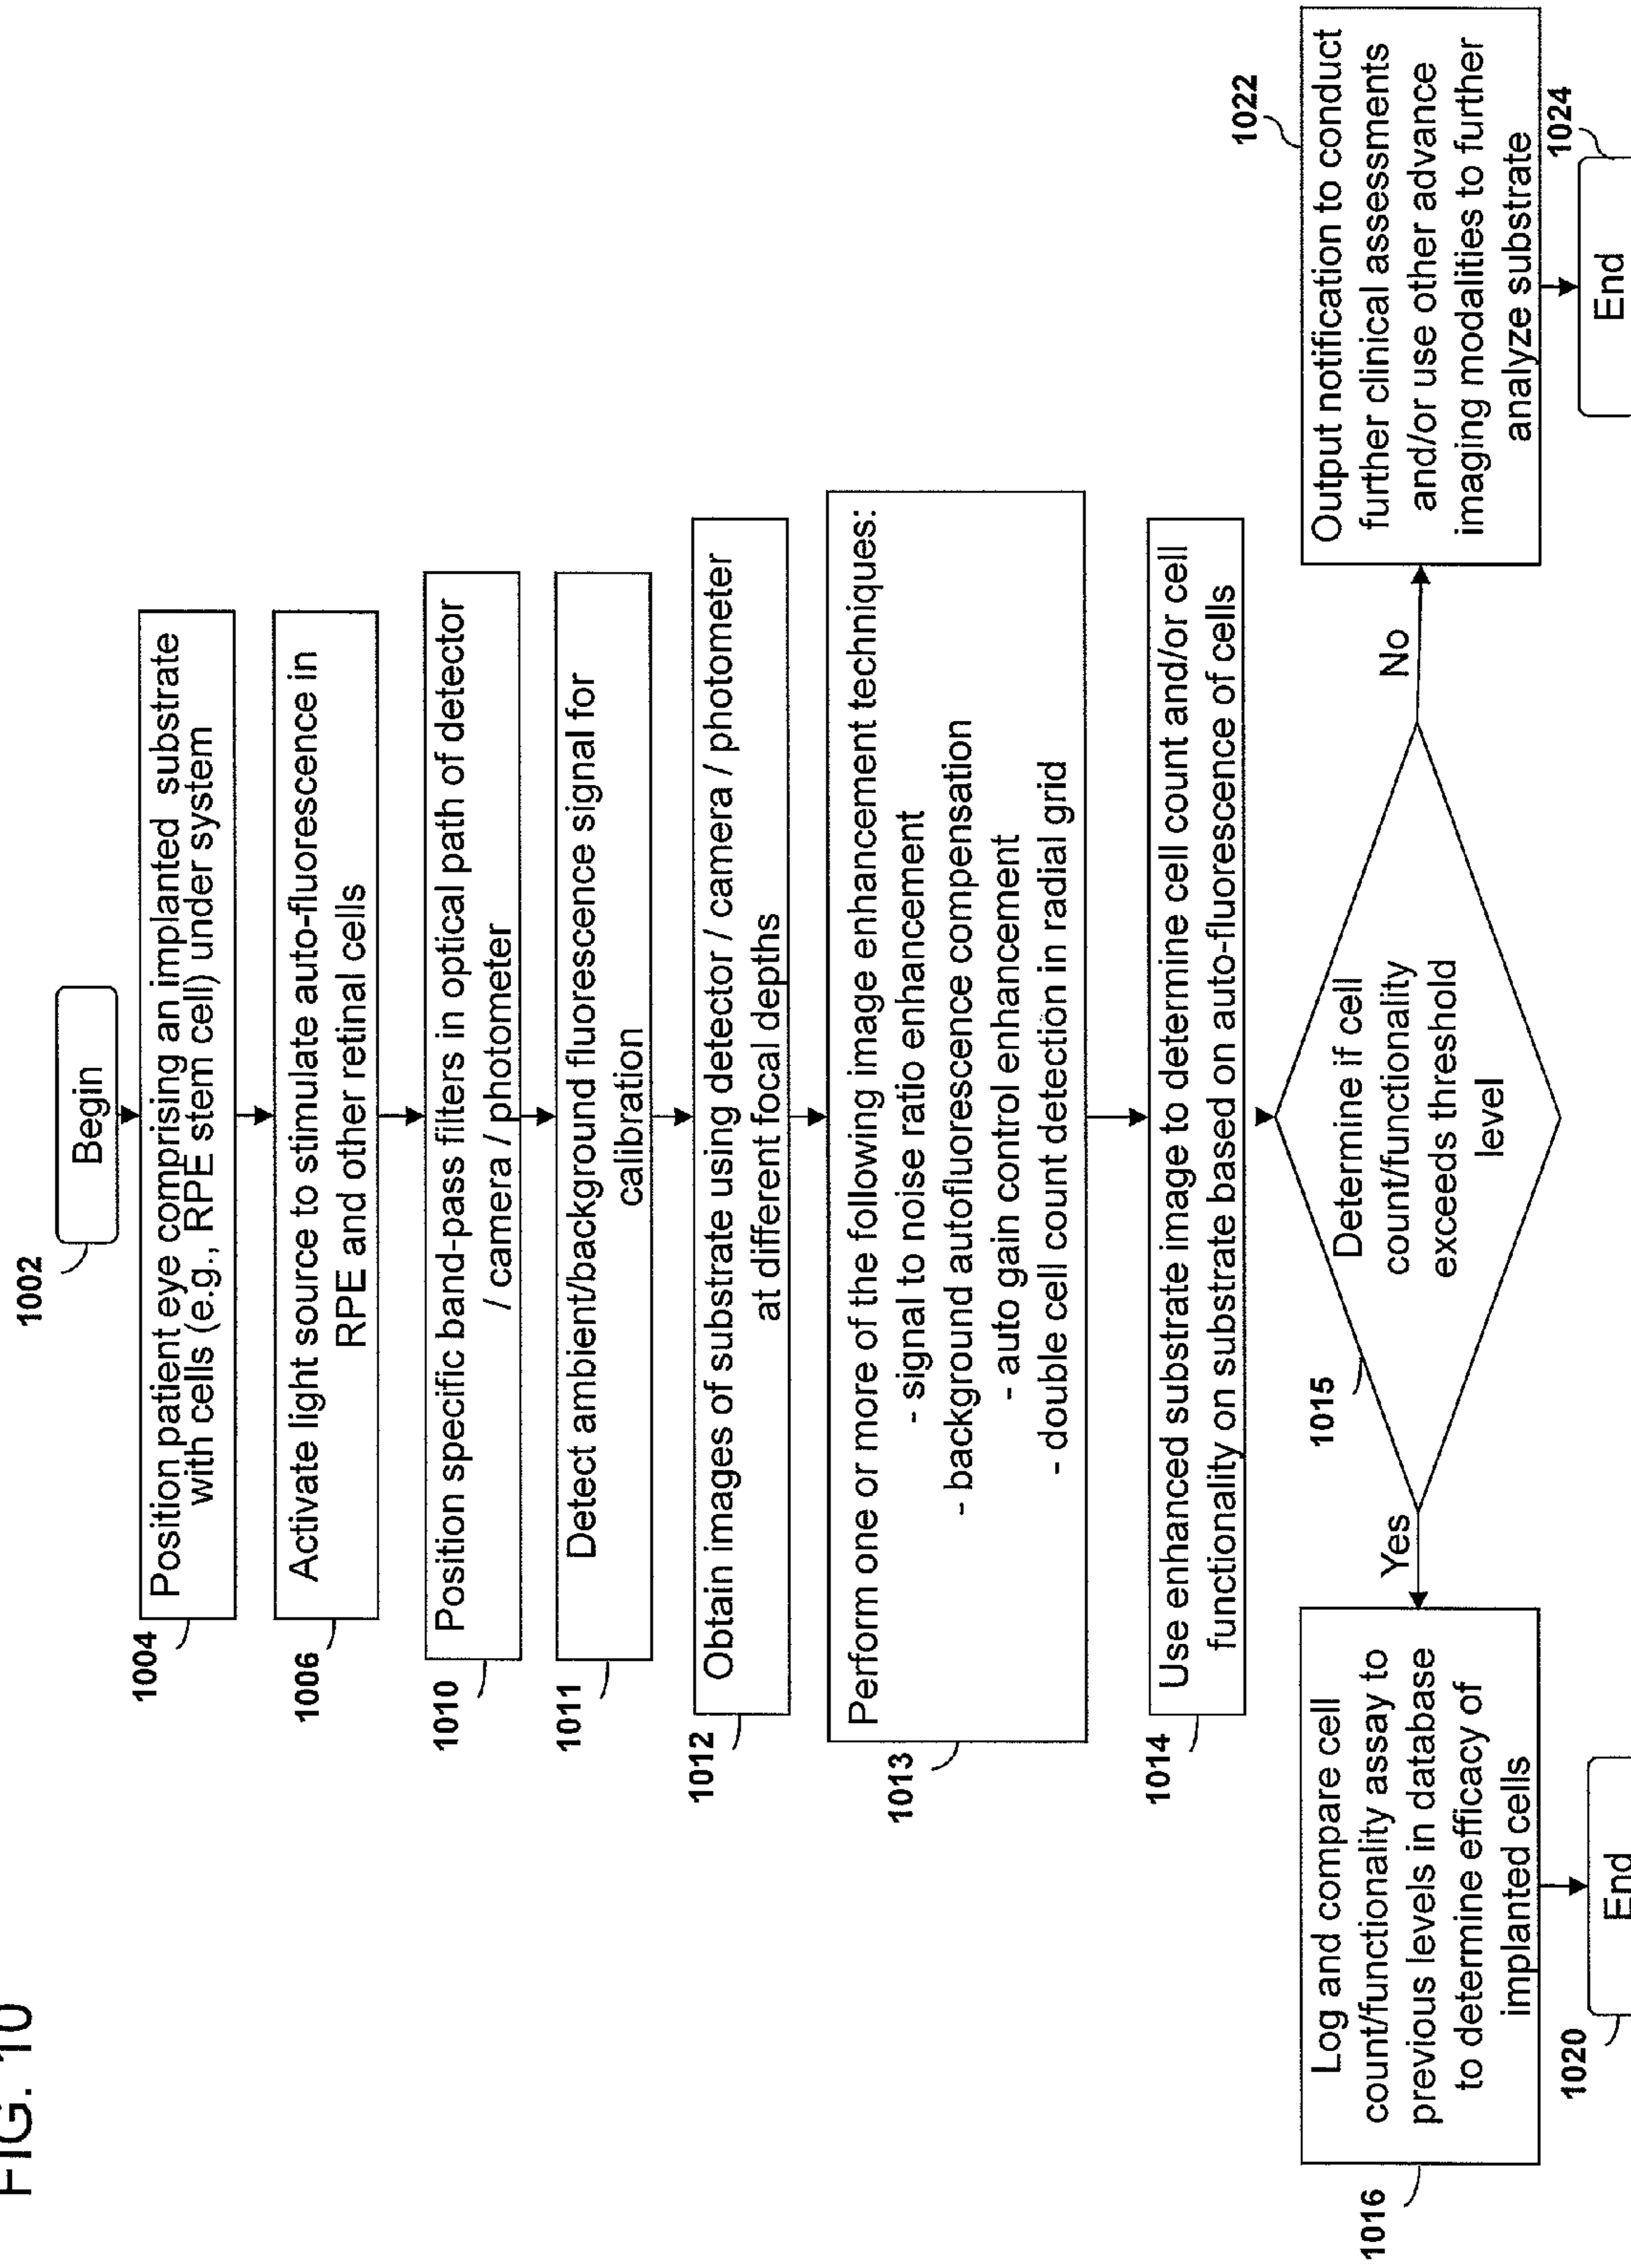 FIG. 10
1002
Begin
1004
Position patient eye comprising an implanted substrate
with cells (e.g., RPE stem cell) under system
1006
Activate light source to stimulate auto-fluorescence in
RPE and other retinal cells
1010
Position specific band-pass filters in optical path of detector
/ camera / photometer
1011
Detect ambient/background fluorescence signal for
calibration
1012
Obtain images of substrate using detector / camera / photometer
at different focal depths
1013
Perform one or more of the following image enhancement techniques:
- signal to noise ratio enhancement
- background autofluorescence compensation
- auto gain control enhancement
- double cell count detection in radial grid
1014
Use enhanced substrate image to determine cell count and/or cell
functionality on substrate based on auto-fluorescence of cells
1015
Determine if cell
count/functionality
exceeds threshold
level
Yes
No
1016
Log and compare cell
count/functionality assay to
previous levels in database
to determine efficacy of
implanted cells
1020
End
1022
Output notification to conduct
further clinical assessments
and/or use other advance
imaging modalities to further
analyze substrate
1024
End